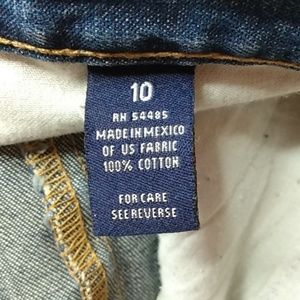 10
RN 54485
MADE IN MEXICO
OF US FABRIC
100% COTTON
FOR CARE
SEE REVERSE